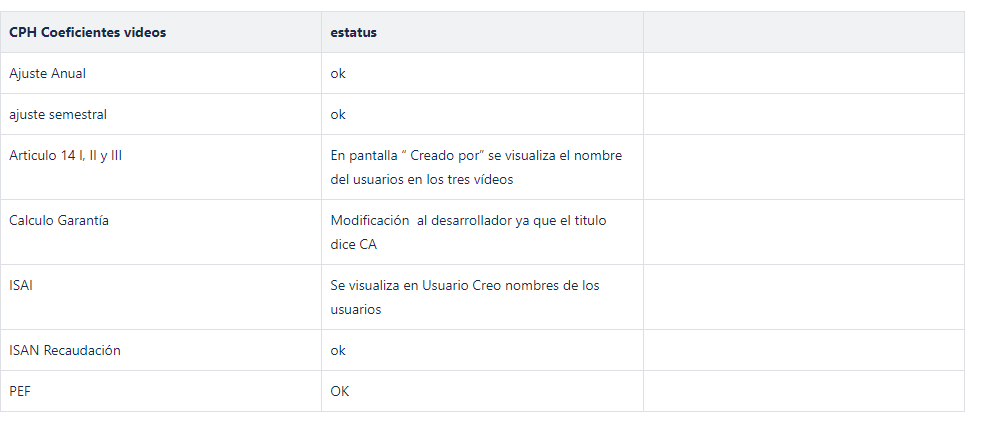 CPH Coeficientes videos estatus
Ajuste Anual ok
ajuste semestral ok
Articulo 14 I, II y III En pantalla “ Creado por” se visualiza el nombre
del usuarios en los tres vídeos
Calculo Garantía Modificación al desarrollador ya que el titulo
dice CA
ISAI Se visualiza en Usuario Creo nombres de los
usuarios
ISAN Recaudación ok
PEF OK